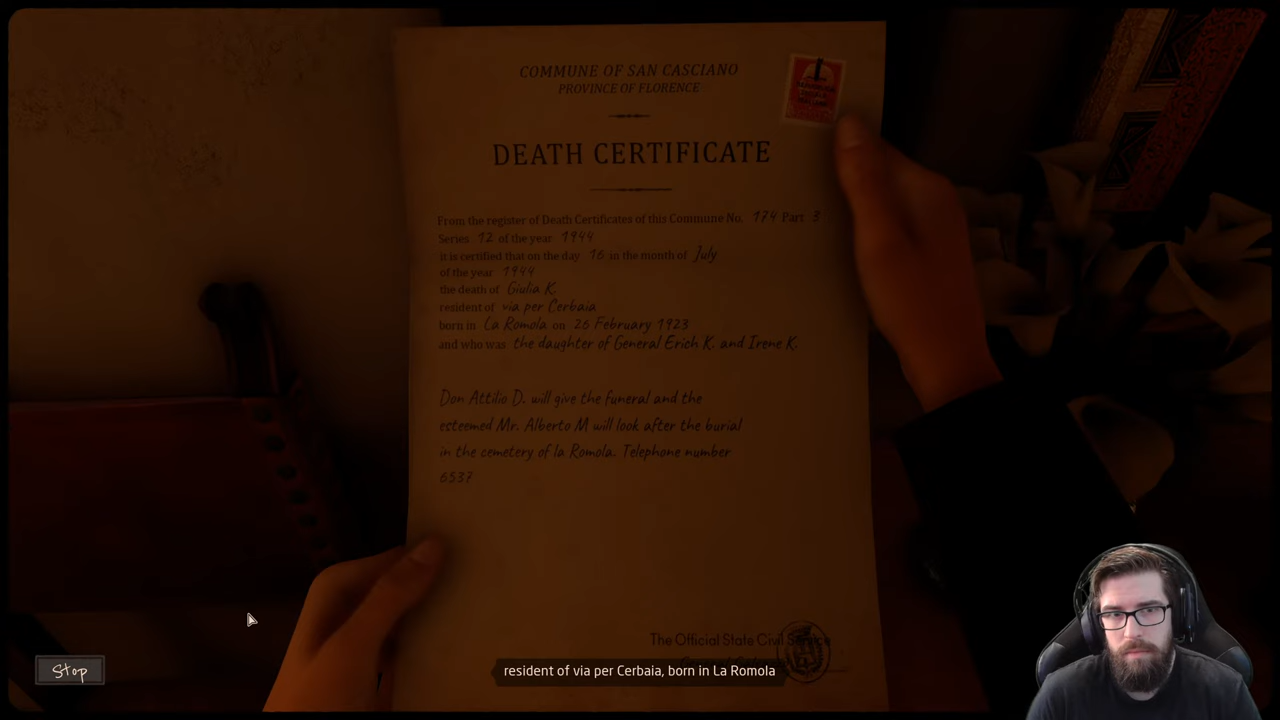 COMMUNE OF SAN CASCIANO
PROVINCE OF FLORENCE
DEATH CERTIFICATE
From the register of Death Certificates of this Commune No. 174 Part 3
Series 12 of the year 1944
it is certified that on the day 16 in the month of July
of the year 1944
the death of Giulia K.
resident of via per Cerbaia
born in La Romola on 26 February 1923
and who was the daughter of General Erich K. and Irene K.
Don Attilio D. will give the funeral and the
esteemed Mr. Alberto M will look after the burial
in the cemetery of la Romola. Telephone number
6537
The Official State Civil Service
Stop
resident of via per Cerbaia, born in La Romola